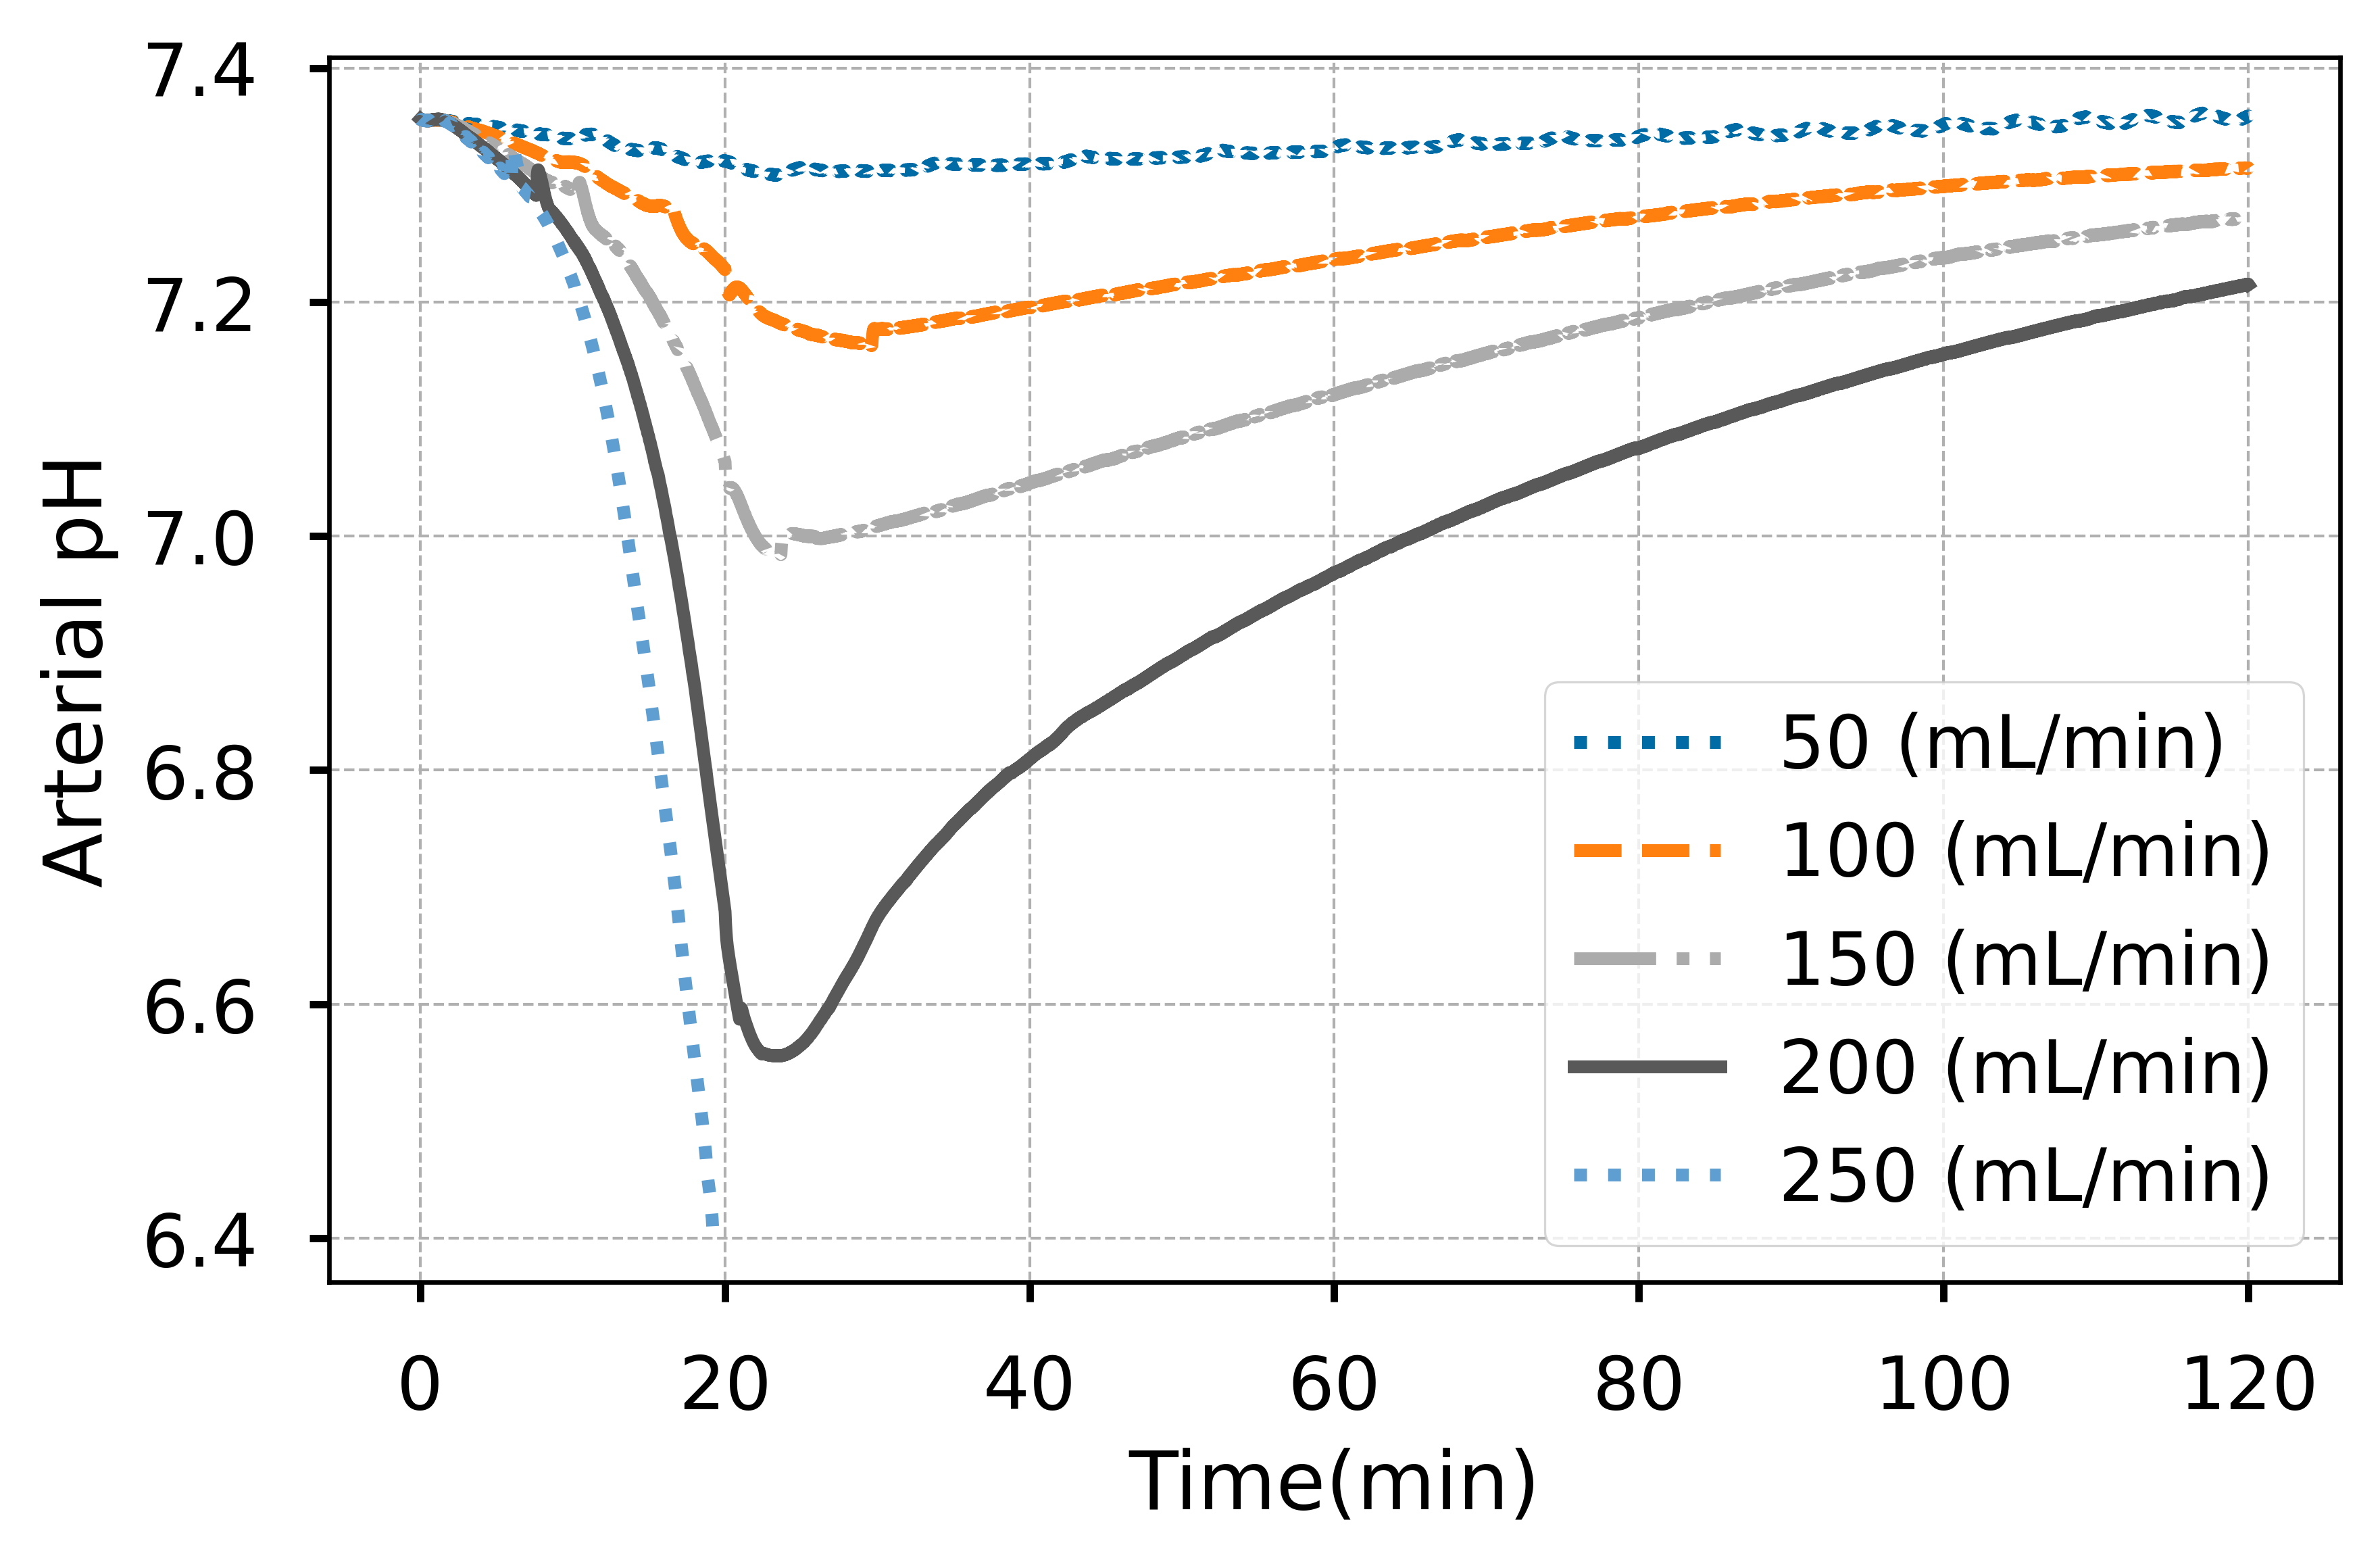 7.4
7.2
7.0
6.8
6.6
6.4
Arterial pH
50 (mL/min)
100 (mL/min)
150 (mL/min)
200 (mL/min)
250 (mL/min)
0 20 40 60 80 100 120
Time(min)